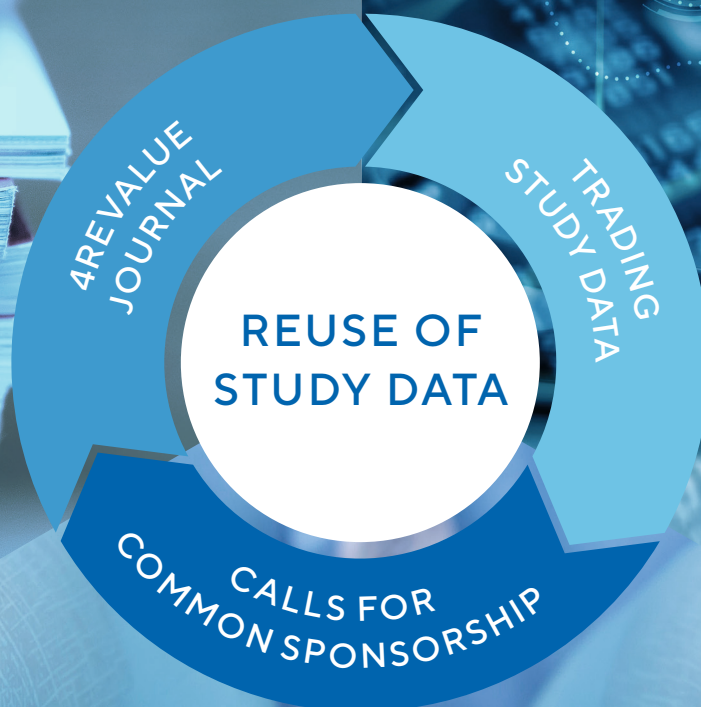 4REVALUE
JOURNAL
TRADING
STUDY DATA
REUSE OF
STUDY DATA
CALLS FOR
COMMON SPONSORSHIP